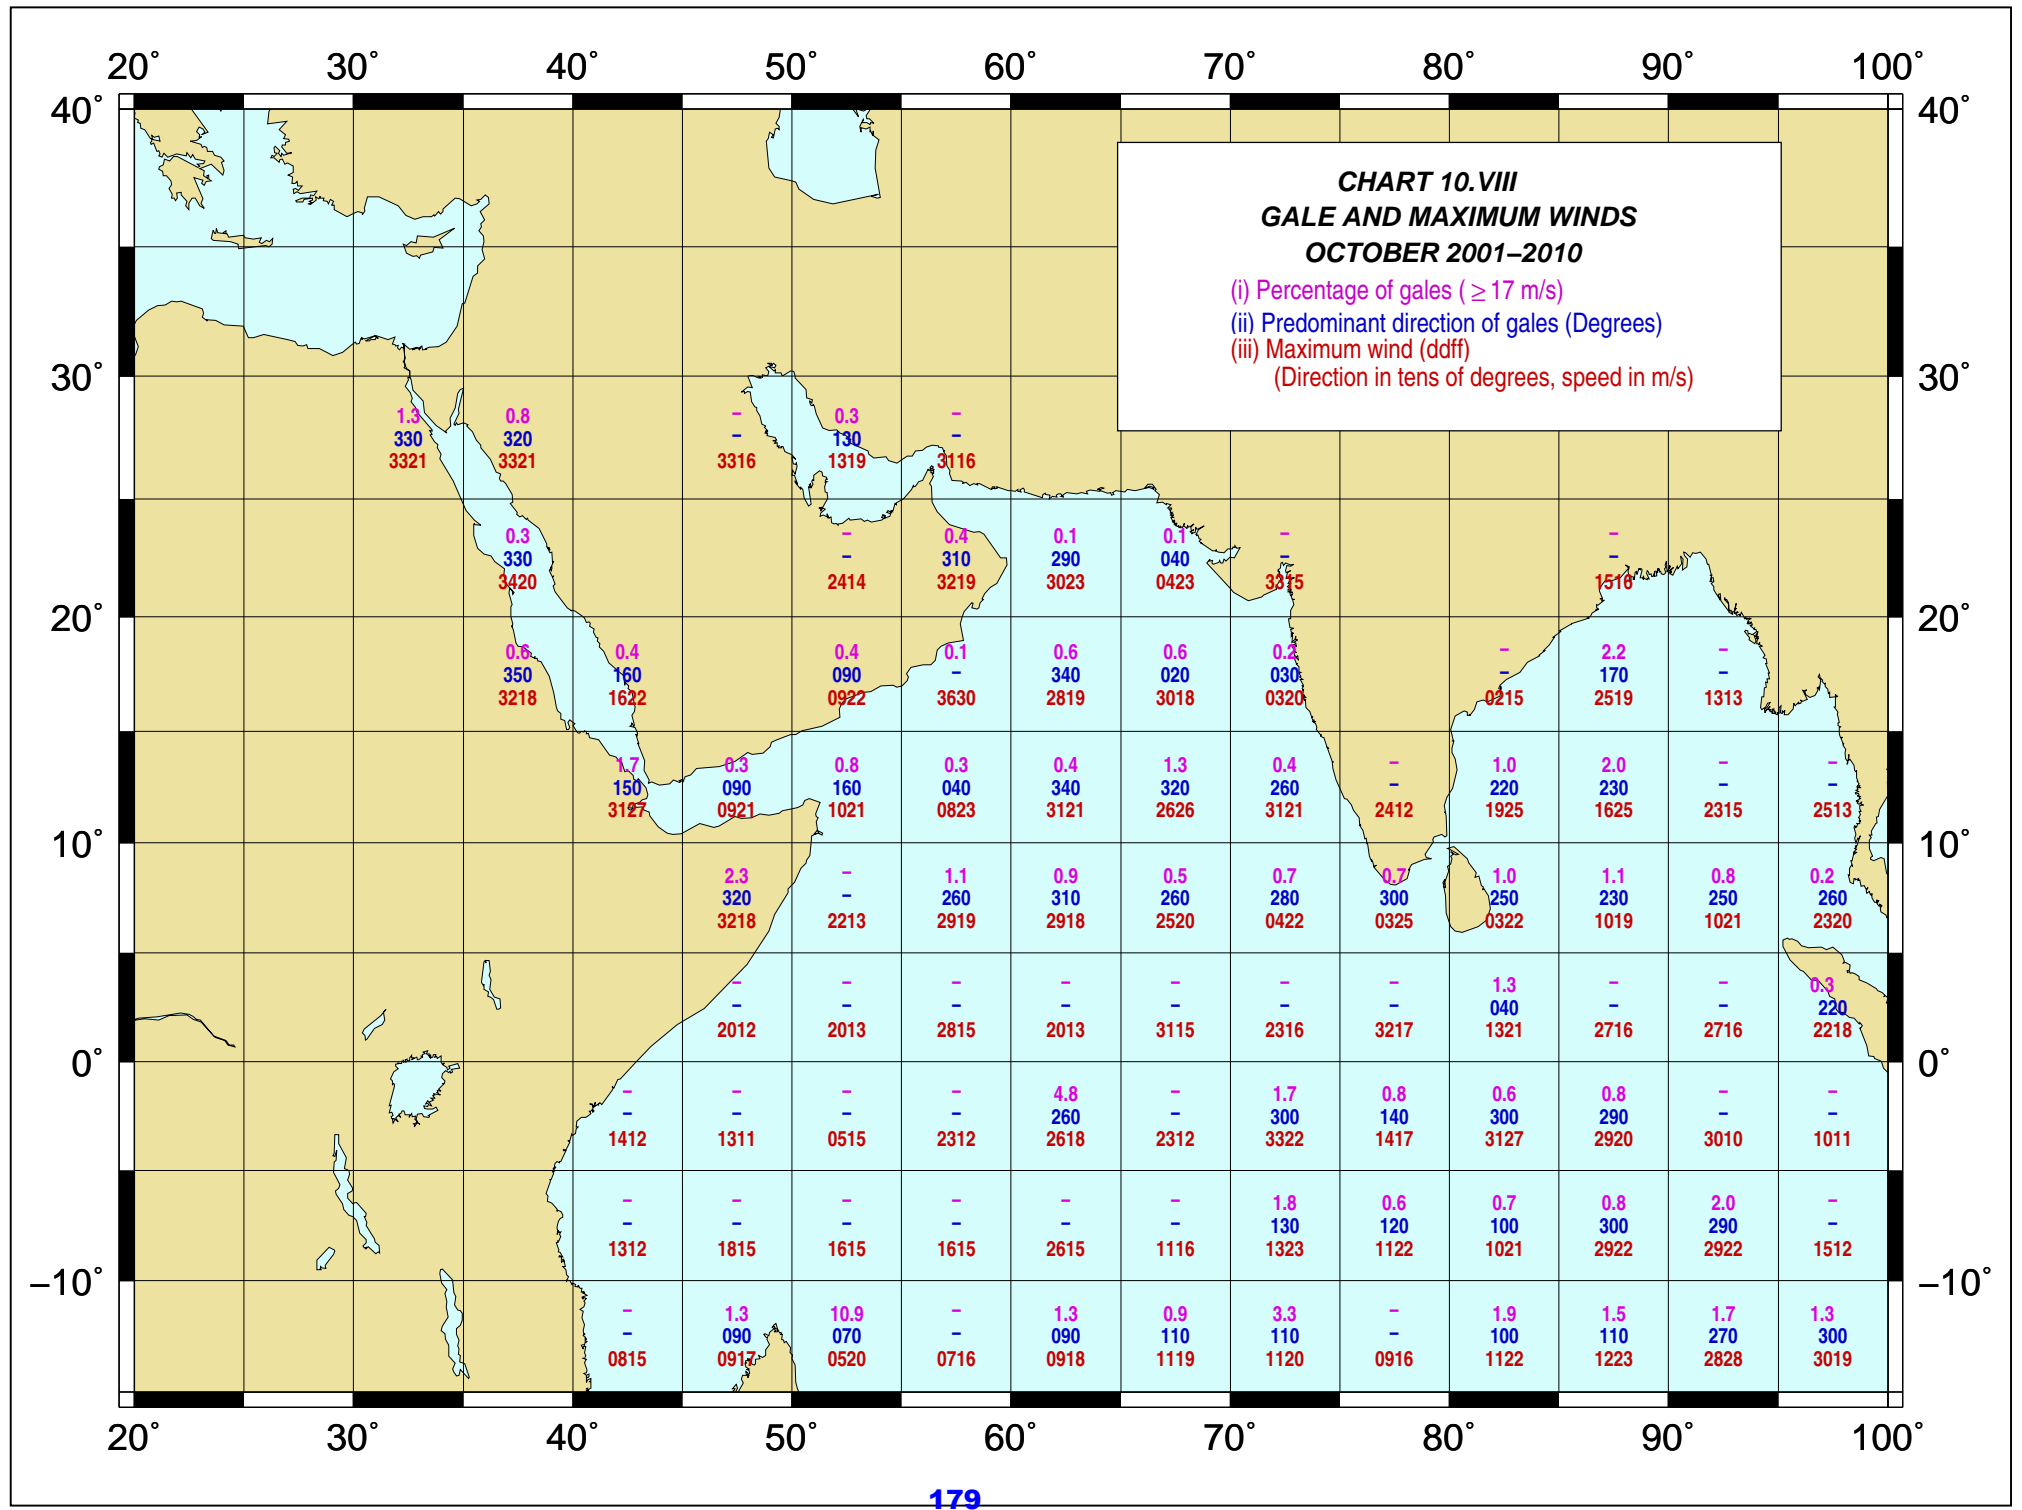 20° 30° 40° 50° 60° 70° 80° 90° 100°
40° 40°
CHART 10.VIII
GALE AND MAXIMUM WINDS
OCTOBER 2001–2010
(i) Percentage of gales ( ≥ 17 m/s)
(ii) Predominant direction of gales (Degrees)
(iii) Maximum wind (ddff)
(Direction in tens of degrees, speed in m/s)
30° 30°
1.3 0.8 – 0.3 –
330 320 – 130 –
3321 3321 3316 1319 3116
0.3 – 0.4 0.1 0.1 – –
330 – 310 290 040 – –
3420 2414 3219 3023 0423 3315 1516
20° 20°
0.6 0.4 0.4 0.1 0.6 0.6 0.2 – 2.2 –
350 160 090 – 340 020 030 – 170 –
3218 1622 0922 3630 2819 3018 0320 0215 2519 1313
1.7 0.3 0.8 0.3 0.4 1.3 0.4 – 1.0 2.0 – –
150 090 160 040 340 320 260 – 220 230 – –
3127 0921 1021 0823 3121 2626 3121 2412 1925 1625 2315 2513
10° 10°
2.3 – 1.1 0.9 0.5 0.7 0.7 1.0 1.1 0.8 0.2
320 – 260 310 260 280 300 250 230 250 260
3218 2213 2919 2918 2520 0422 0325 0322 1019 1021 2320
– – – – – – – 1.3 – – 0.3
– – – – – – – 040 – – 220
2012 2013 2815 2013 3115 2316 3217 1321 2716 2716 2218
0° 0°
– – – – 4.8 – 1.7 0.8 0.6 0.8 – –
– – – – 260 – 300 140 300 290 – –
1412 1311 0515 2312 2618 2312 3322 1417 3127 2920 3010 1011
– – – – – – 1.8 0.6 0.7 0.8 2.0 –
– – – – – – 130 120 100 300 290 –
1312 1815 1615 1615 2615 1116 1323 1122 1021 2922 2922 1512
–10° –10°
– 1.3 10.9 – 1.3 0.9 3.3 – 1.9 1.5 1.7 1.3
– 090 070 – 090 110 110 – 100 110 270 300
0815 0917 0520 0716 0918 1119 1120 0916 1122 1223 2828 3019
20° 30° 40° 50° 60° 70° 80° 90° 100°
179